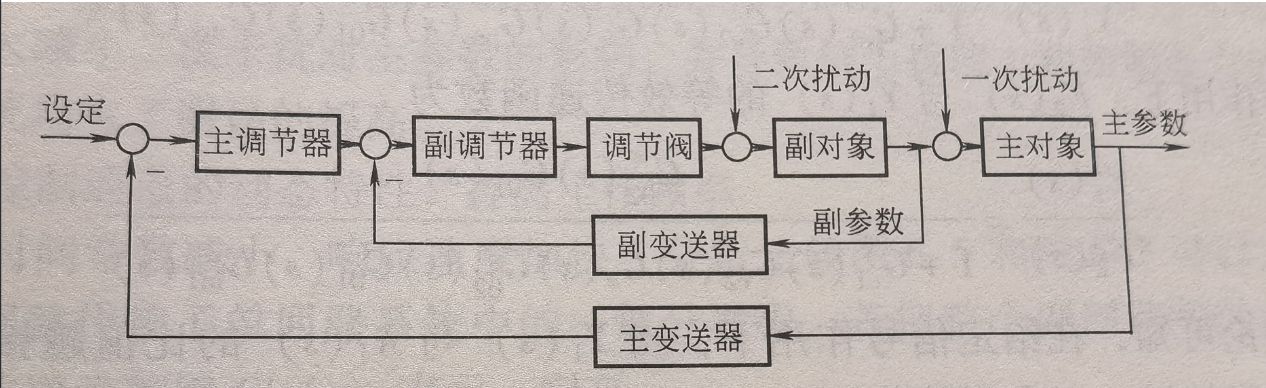 二次扰动
一次扰动
设定
主调节器
副调节器
调节阀
副对象
主对象
主参数
副参数
副变送器
主变送器